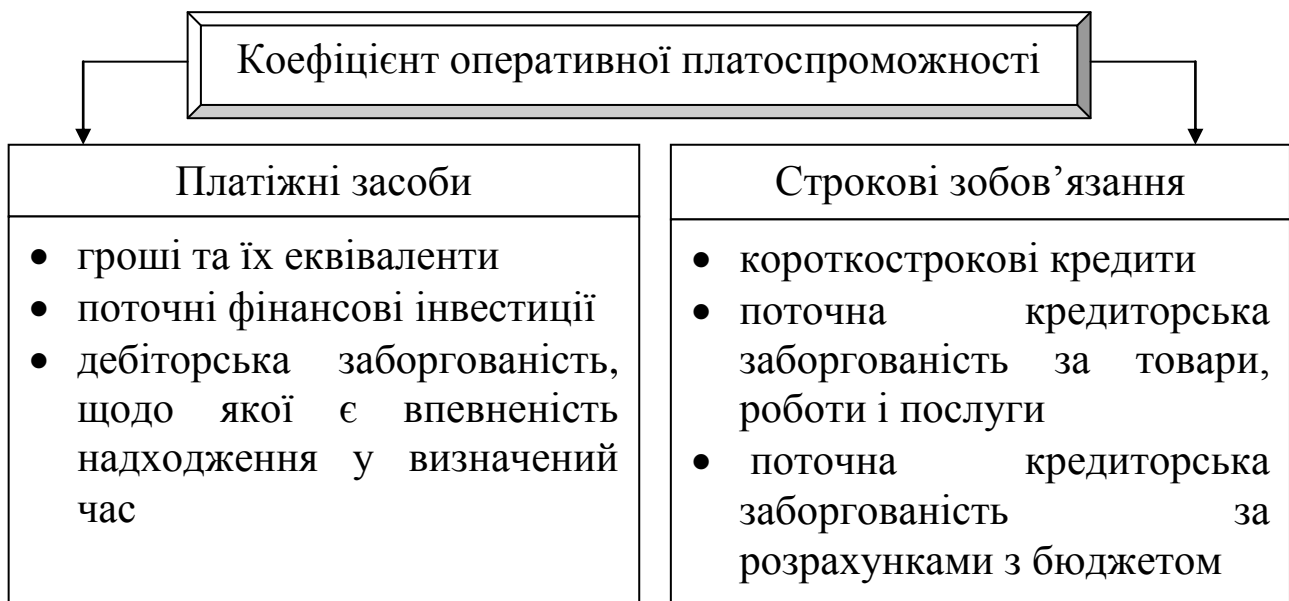 Коефіцієнт оперативної платоспроможності
Платіжні засоби
• гроші та їх еквіваленти
• поточні фінансові інвестиції
• дебіторська заборгованість,
щодо якої є впевненість
надходження у визначений
час
Строкові зобов’язання
• короткострокові кредити
• поточна кредиторська
заборгованість за товари,
роботи і послуги
• поточна кредиторська
заборгованість за
розрахунками з бюджетом